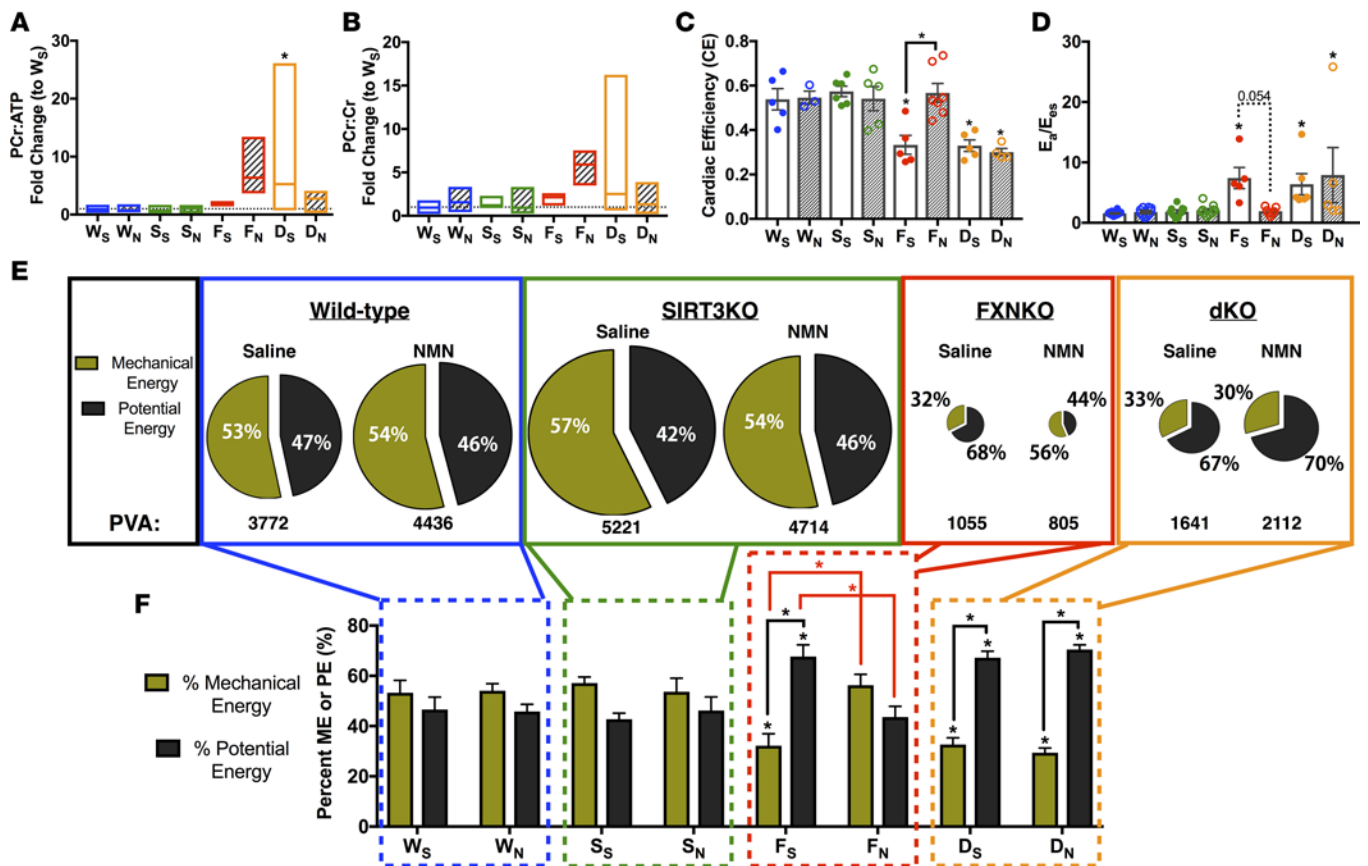 A
PCr:ATP
Fold Change (to WS)
30
20
10
0
*
WS WN SS SN FS FN DS DN
B
PCr:Cr
Fold Change (to WS)
20
15
10
5
0
WS WN SS SN FS FN DS DN
C
Cardiac Efficiency (CE)
0.8
0.6
0.4
0.2
0.0
*
* * *
WS WN SS SN FS FN DS DN
D
Ea/Ees
30
20
10
0
0.054
* * *
WS WN SS SN FS FN DS DN
E
Mechanical
Energy
Potential
Energy
PVA:
Wild-type
Saline NMN
53% 47% 54% 46%
3772 4436
SIRT3KO
Saline NMN
57% 42% 54% 46%
5221 4714
FXNKO
Saline NMN
32% 44%
68% 56%
1055 805
dKO
Saline NMN
33% 30%
67% 70%
1641 2112
F
% Mechanical
Energy
% Potential
Energy
Percent ME or PE (%)
80
60
40
20
0
* *
* * *
* * *
* * *
WS WN SS SN FS FN DS DN